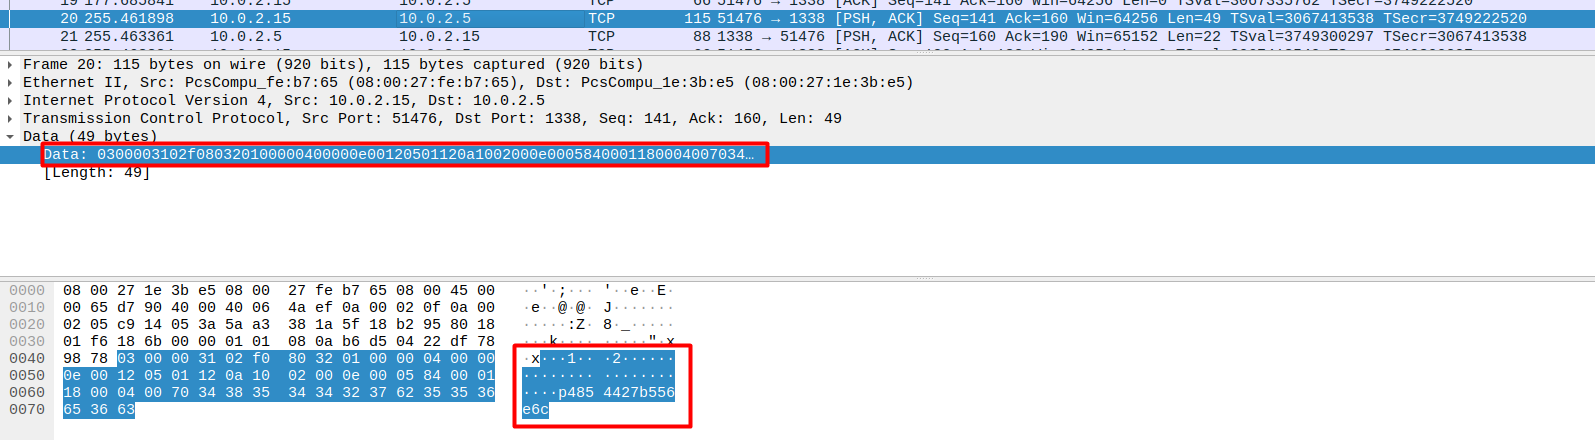 19 177.685841 10.0.2.15 10.0.2.5 TCP 66 51476 → 1338 [ACK] Seq=141 Ack=160 Win=64256 Len=0 TSval=3067335762 TSecr=3749222520
20 255.461898 10.0.2.15 10.0.2.5 TCP 115 51476 → 1338 [PSH, ACK] Seq=141 Ack=160 Win=64256 Len=49 TSval=3067413538 TSecr=3749222520
21 255.463361 10.0.2.5 10.0.2.15 TCP 88 1338 → 51476 [PSH, ACK] Seq=160 Ack=190 Win=65152 Len=22 TSval=3749300297 TSecr=3067413538
Frame 20: 115 bytes on wire (920 bits), 115 bytes captured (920 bits)
Ethernet II, Src: PcsCompu_fe:b7:65 (08:00:27:fe:b7:65), Dst: PcsCompu_1e:3b:e5 (08:00:27:1e:3b:e5)
Internet Protocol Version 4, Src: 10.0.2.15, Dst: 10.0.2.5
Transmission Control Protocol, Src Port: 51476, Dst Port: 1338, Seq: 141, Ack: 160, Len: 49
Data (49 bytes)
Data: 0300003102f080320100000400000e00120501120a1002000e0005840001180004007034…
[Length: 49]
0000 08 00 27 1e 3b e5 08 00 27 fe b7 65 08 00 45 00 ··'·;··· '··e··E·
0010 00 65 d7 90 40 00 40 06 4a ef 0a 00 02 0f 0a 00 ·e··@·@· J·······
0020 02 05 c9 14 05 3a 5a a3 38 1a 5f 18 b2 95 80 18 ·····:Z· 8·_·····
0030 01 f6 18 6b 00 00 01 01 08 0a b6 d5 04 22 df 78 ···k···· ·····"·x
0040 98 78 03 00 00 31 02 f0 80 32 01 00 00 04 00 00 ·x···1·· ·2······
0050 0e 00 12 05 01 12 0a 10 02 00 0e 00 05 84 00 01 ········ ········
0060 18 00 04 00 70 34 38 35 34 34 32 37 62 35 35 36 ····p485 4427b556
0070 65 36 63 e6c